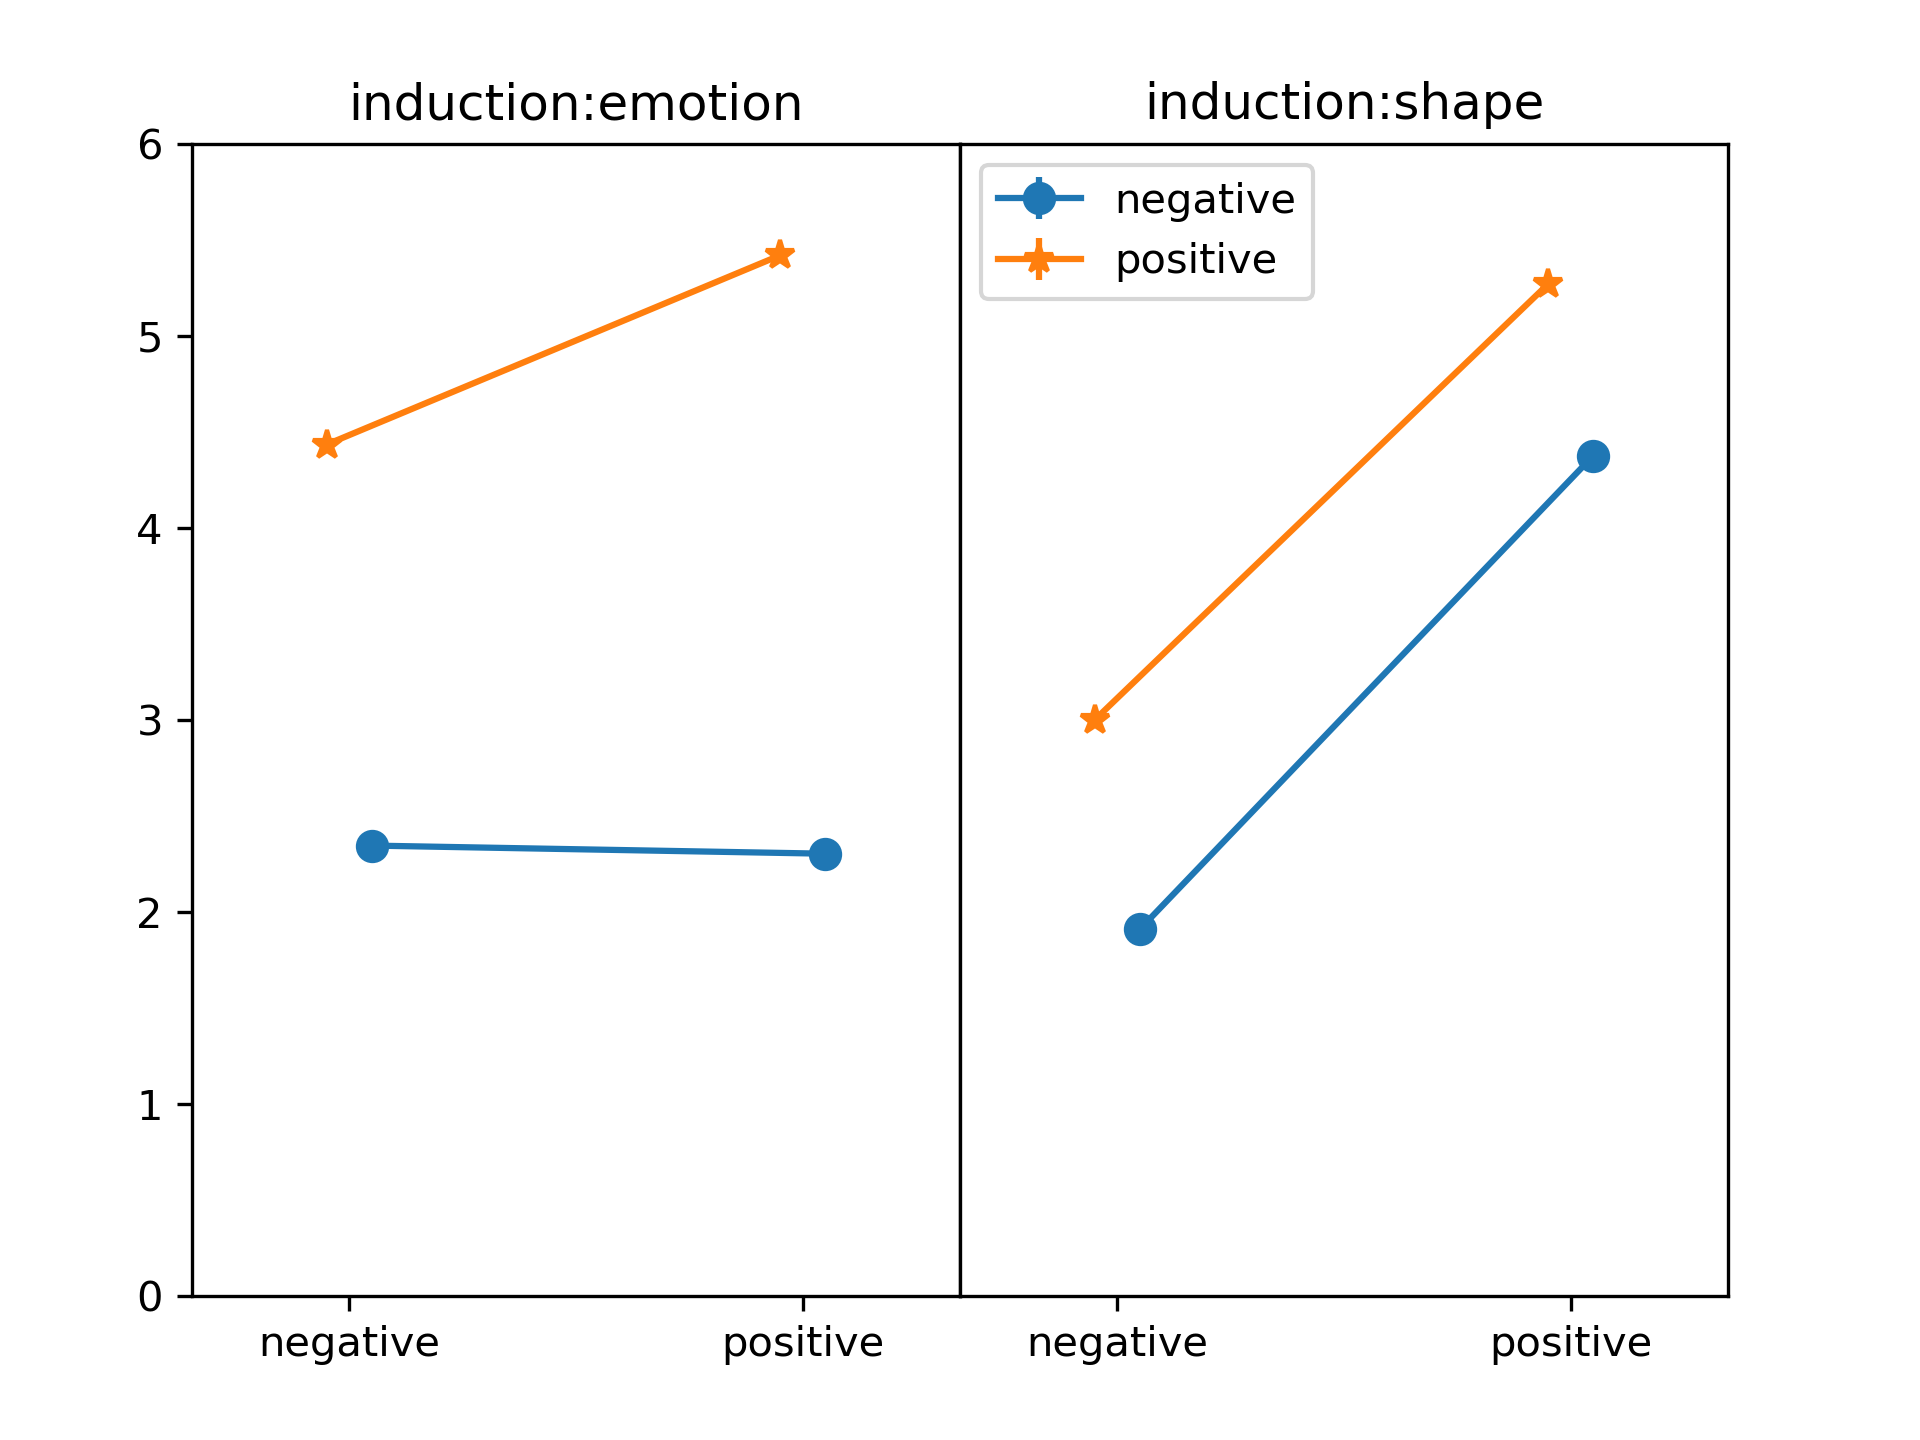 induction:emotion
induction:shape
6
5
4
3
2
1
0
negative
positive
negative
positive
negative
positive